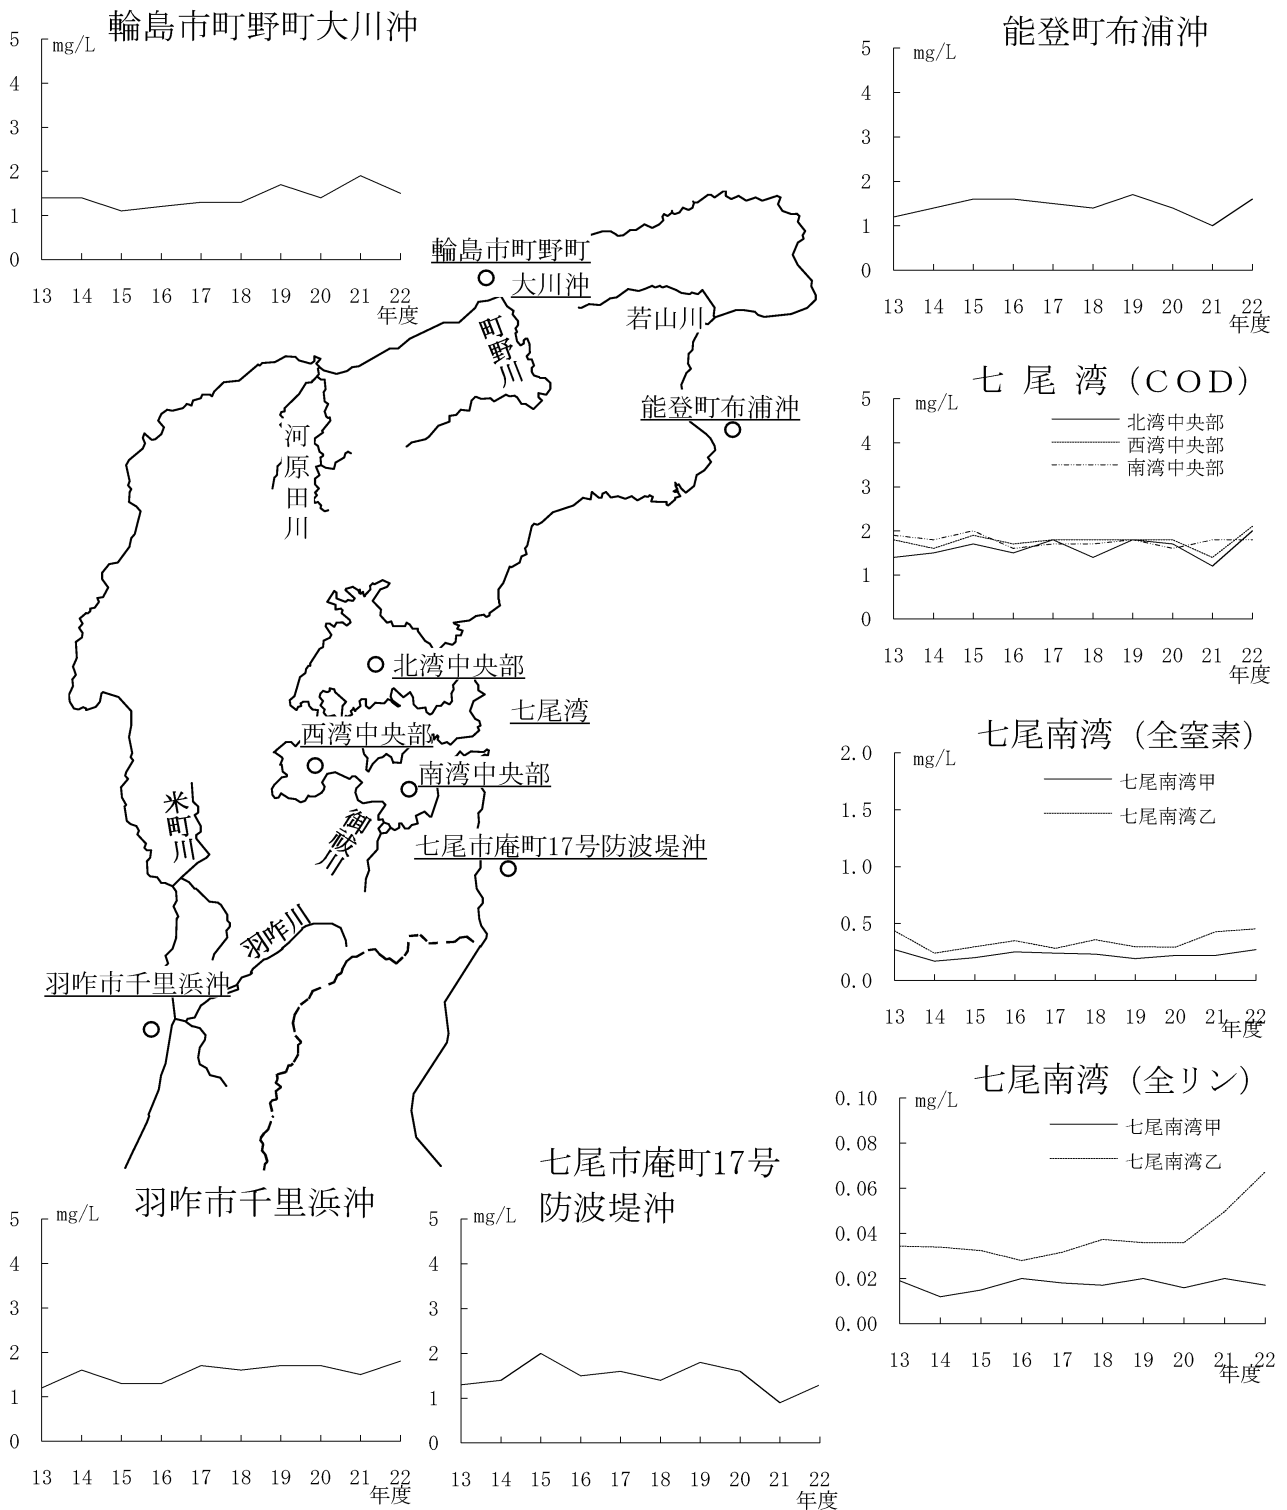 輪島市町野町大川沖
mg/L
5
4
3
2
1
0
13 14 15 16 17 18 19 20 21 22
年度
能登町布浦沖
mg/L
5
4
3
2
1
0
13 14 15 16 17 18 19 20 21 22
年度
輪島市町野町
大川沖
町野川
若山川
能登町布浦沖
河原田川
北湾中央部
七尾湾
西湾中央部
南湾中央部
米町川
御祓川
七尾市庵町17号防波堤沖
羽咋川
羽咋市千里浜沖
七尾湾(COD)
mg/L
北湾中央部
西湾中央部
南湾中央部
5
4
3
2
1
0
13 14 15 16 17 18 19 20 21 22
年度
七尾南湾(全窒素)
mg/L
七尾南湾甲
七尾南湾乙
2.0
1.5
1.0
0.5
0.0
13 14 15 16 17 18 19 20 21 22
年度
七尾南湾(全リン)
mg/L
七尾南湾甲
七尾南湾乙
0.10
0.08
0.06
0.04
0.02
0.00
13 14 15 16 17 18 19 20 21 22
年度
羽咋市千里浜沖
mg/L
5
4
3
2
1
0
13 14 15 16 17 18 19 20 21 22
年度
七尾市庵町17号
防波堤沖
mg/L
5
4
3
2
1
0
13 14 15 16 17 18 19 20 21 22
年度